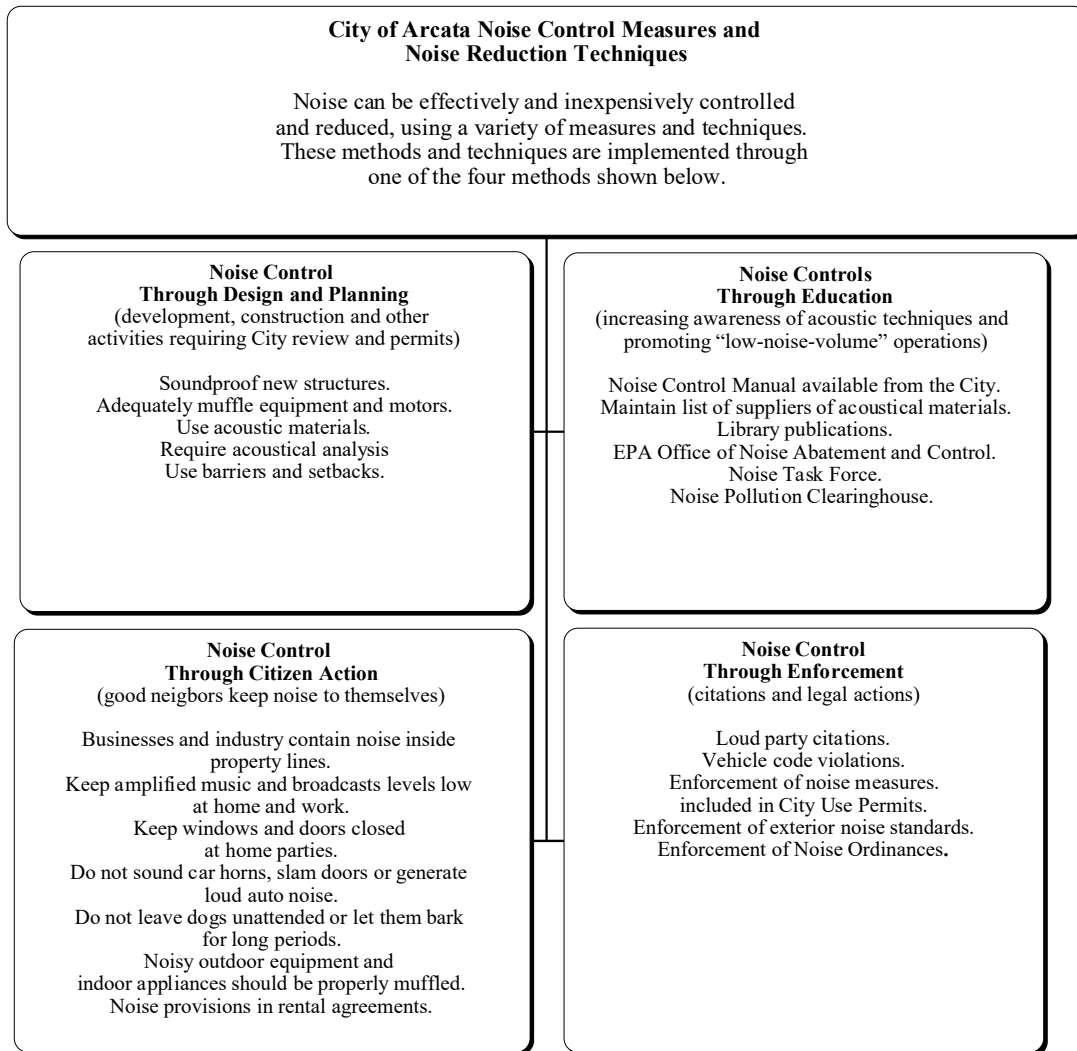 City of Arcata Noise Control Measures and
Noise Reduction Techniques
Noise can be effectively and inexpensively controlled
and reduced, using a variety of measures and techniques.
These methods and techniques are implemented through
one of the four methods shown below.
Noise Control
Through Design and Planning
(development, construction and other
activities requiring City review and permits)
Soundproof new structures.
Adequately muffle equipment and motors.
Use acoustic materials.
Require acoustical analysis
Use barriers and setbacks.
Noise Controls
Through Education
(increasing awareness of acoustic techniques and
promoting “low-noise-volume” operations)
Noise Control Manual available from the City.
Maintain list of suppliers of acoustical materials.
Library publications.
EPA Office of Noise Abatement and Control.
Noise Task Force.
Noise Pollution Clearinghouse.
Noise Control
Through Citizen Action
(good neigbors keep noise to themselves)
Businesses and industry contain noise inside
property lines.
Keep amplified music and broadcasts levels low
at home and work.
Keep windows and doors closed
at home parties.
Do not sound car horns, slam doors or generate
loud auto noise.
Do not leave dogs unattended or let them bark
for long periods.
Noisy outdoor equipment and
indoor appliances should be properly muffled.
Noise provisions in rental agreements.
Noise Control
Through Enforcement
(citations and legal actions)
Loud party citations.
Vehicle code violations.
Enforcement of noise measures.
included in City Use Permits.
Enforcement of exterior noise standards.
Enforcement of Noise Ordinances.